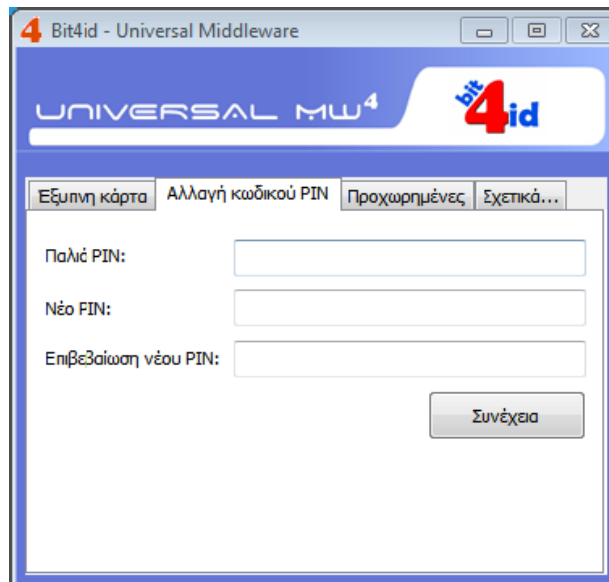 4 Bit4id - Universal Middleware
UNIVERSAL MW4
bit4id
Έξυπνη κάρτα Αλλαγή κωδικού PIN Προχωρημένες Σχετικά...
Παλιό PIN:
Νέο PIN:
Επιβεβαίωση νέου PIN:
Συνέχεια